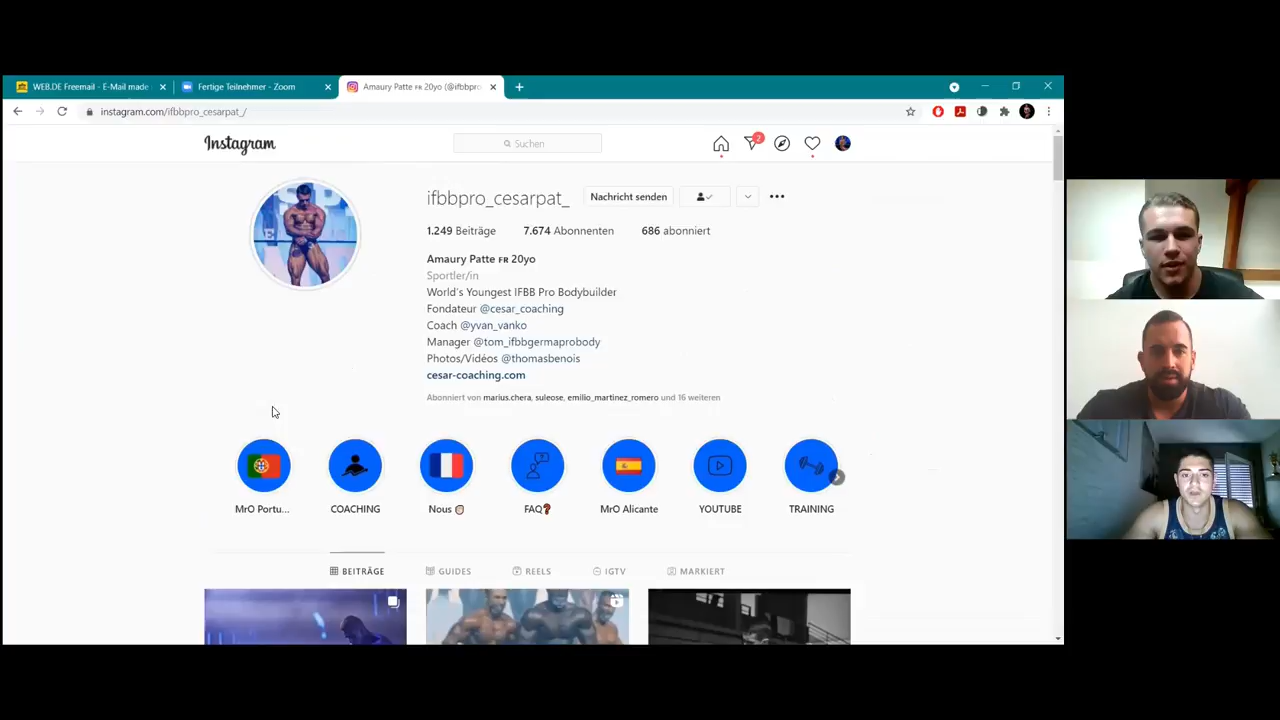 WEB.DE Freemail - E-Mail made
Fertige Teilnehmer - Zoom
Amaury Patte FR 20yo (@ifbbpro
instagram.com/ifbbpro_cesarpat_/
Instagram
Suchen
2
ifbbpro_cesarpat_
Nachricht senden
1.249 Beiträge 7.674 Abonnenten 686 abonniert
Amaury Patte FR 20yo
Sportler/in
World's Youngest IFBB Pro Bodybuilder
Fondateur @cesar_coaching
Coach @yvan_vanko
Manager @tom_ifbbgermaprobody
Photos/Vidéos @thomasbenois
cesar-coaching.com
Abonniert von marius.chera, suleose, emilio_martinez_romero und 16 weiteren
MrO Portu... COACHING Nous ✊🏻 FAQ❓ MrO Alicante YOUTUBE TRAINING
BEITRÄGE GUIDES REELS IGTV MARKIERT